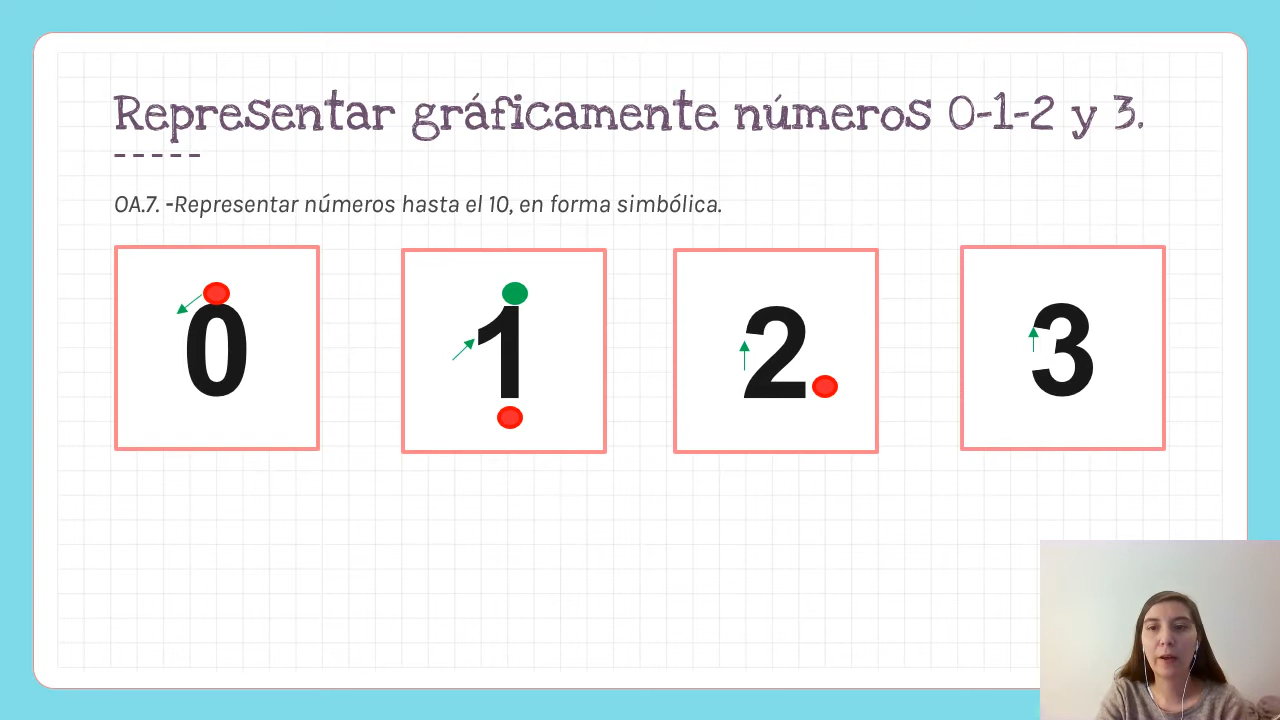 Representar gráficamente números 0-1-2 y 3.
OA.7. -Representar números hasta el 10, en forma simbólica.
0 1 2 3